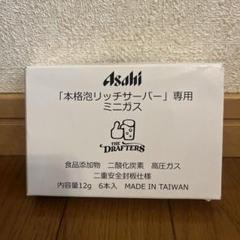 Asahi
「本格泡リッチサーバー」専用
ミニガス
THE
DRAFTERS
食品添加物 二酸化炭素 高圧ガス
二重安全封板仕様
内容量12g 6本入 MADE IN TAIWAN